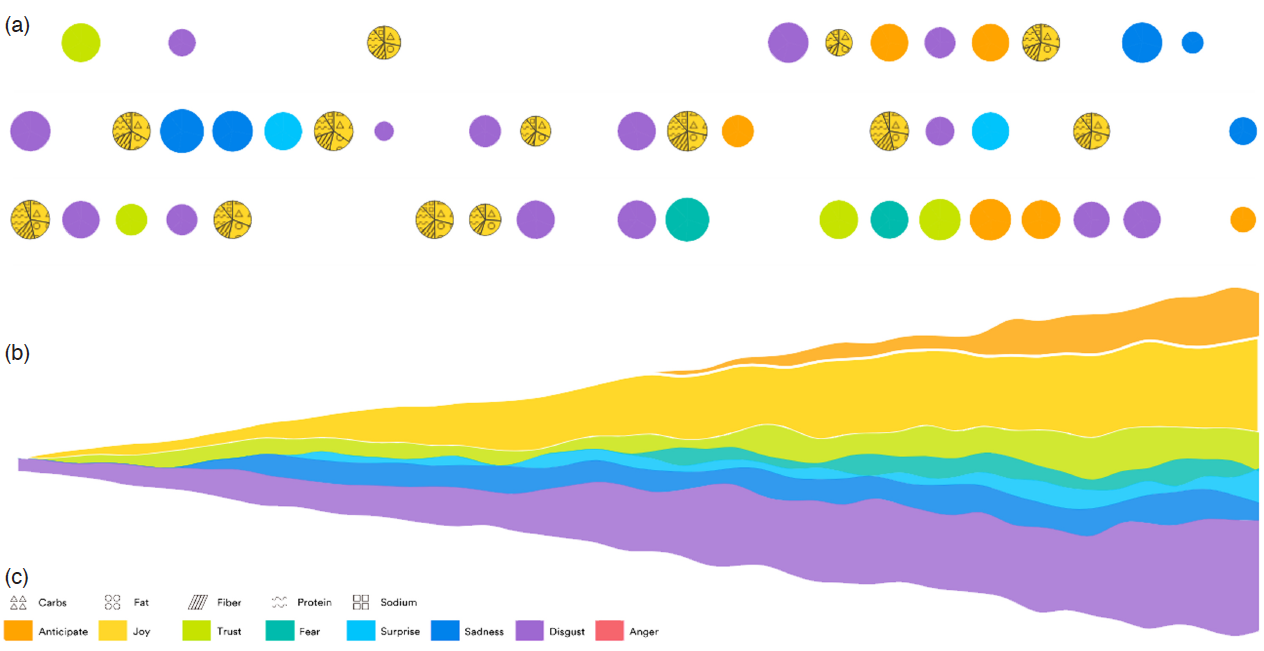 (a)
(b)
(c)
Carbs Fat Fiber Protein Sodium
Anticipate Joy Trust Fear Surprise Sadness Disgust Anger